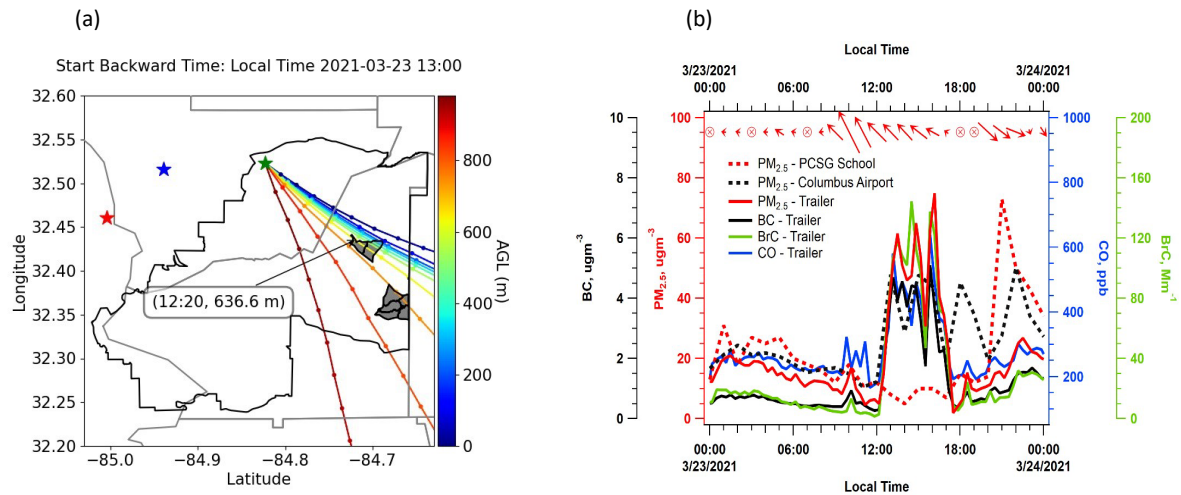 (a)
Start Backward Time: Local Time 2021-03-23 13:00
32.60
32.55
32.50
32.45
32.40
32.35
32.30
32.25
32.20
Longitude
(12:20, 636.6 m)
−85.0
−84.9
−84.8
−84.7
Latitude
800
600
400
200
0
AGL (m)
(b)
Local Time
3/23/2021
3/24/2021
00:00
06:00
12:00
18:00
00:00
10
8
6
4
2
0
BC, ugm-3
100
80
60
40
20
0
PM2.5, ugm-3
PM2.5 - PCSG School
PM2.5 - Columbus Airport
PM2.5 - Trailer
BC - Trailer
BrC - Trailer
CO - Trailer
1000
800
600
400
200
CO, ppb
200
160
120
80
40
0
BrC, Mm-1
00:00
06:00
12:00
18:00
00:00
3/23/2021
3/24/2021
Local Time